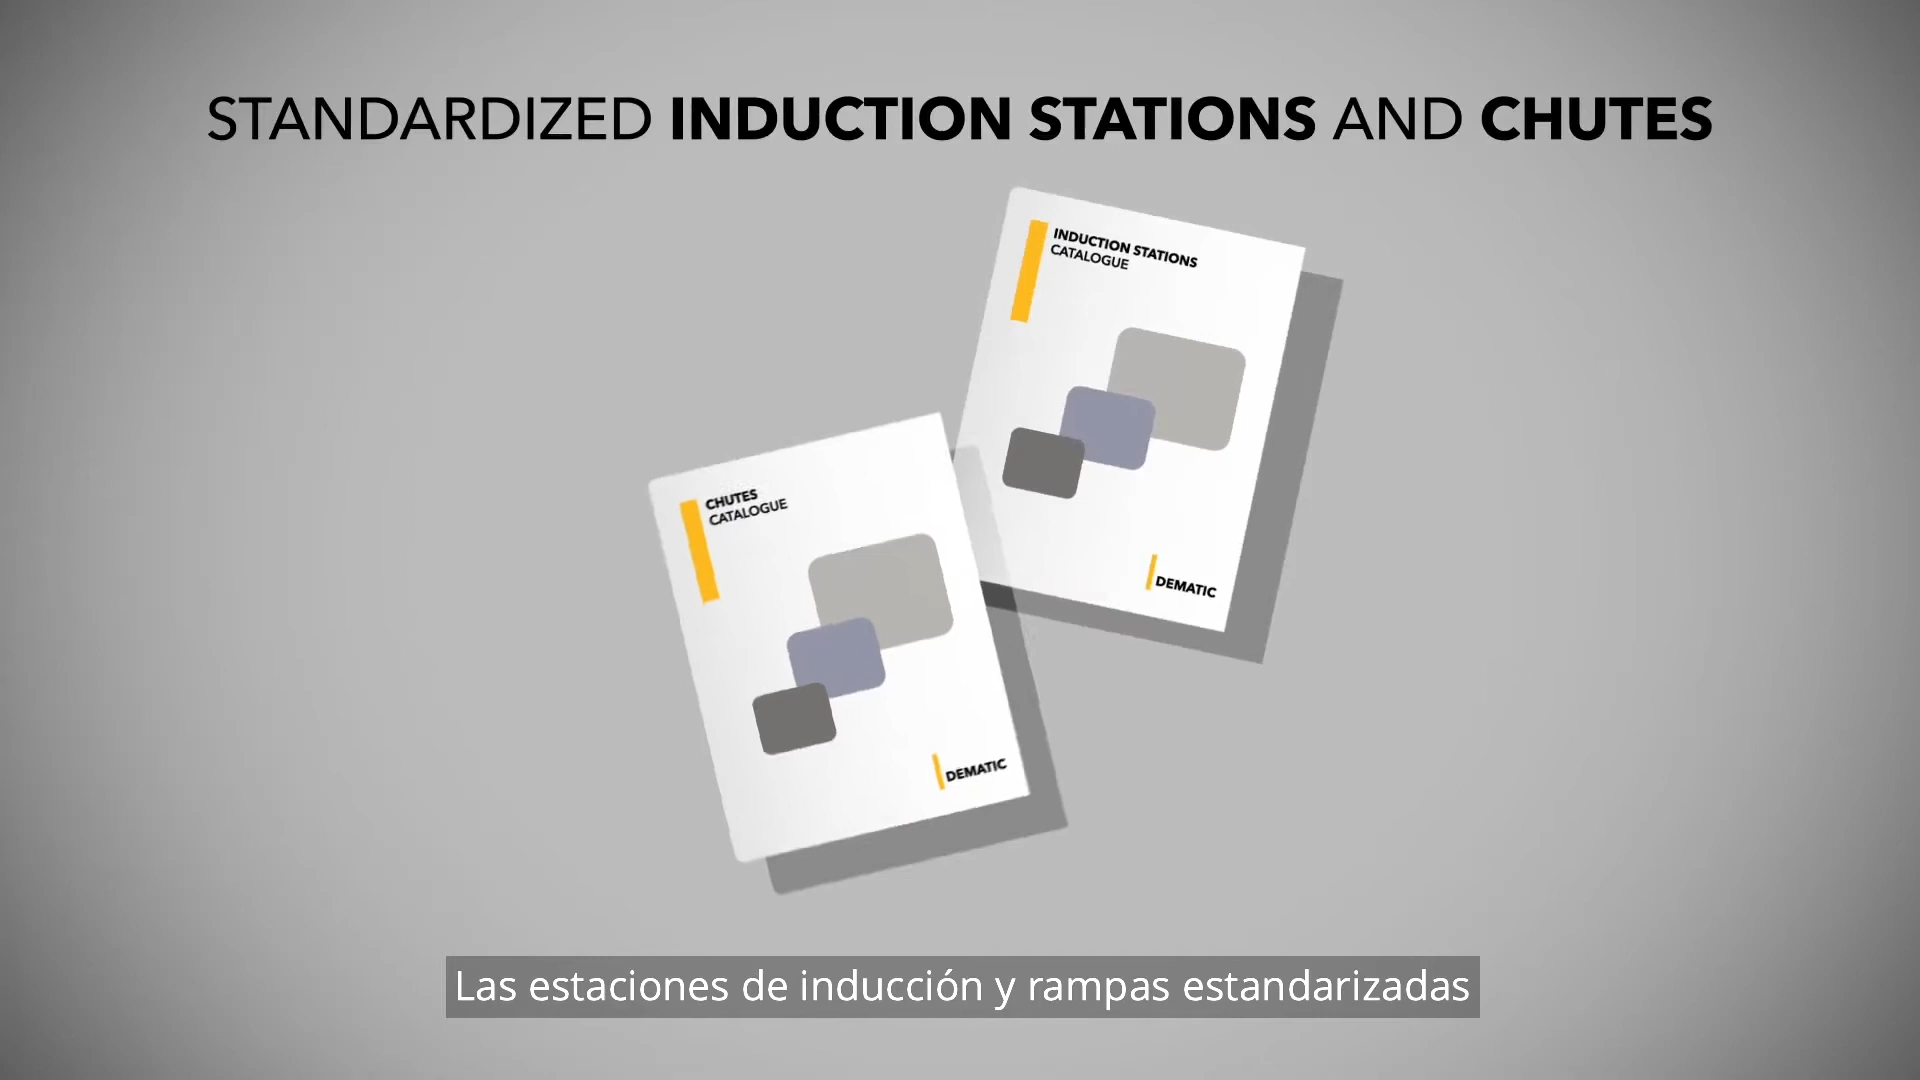 STANDARDIZED INDUCTION STATIONS AND CHUTES
INDUCTION STATIONS
CATALOGUE
DEMATIC
CHUTES
CATALOGUE
DEMATIC
Las estaciones de inducción y rampas estandarizadas